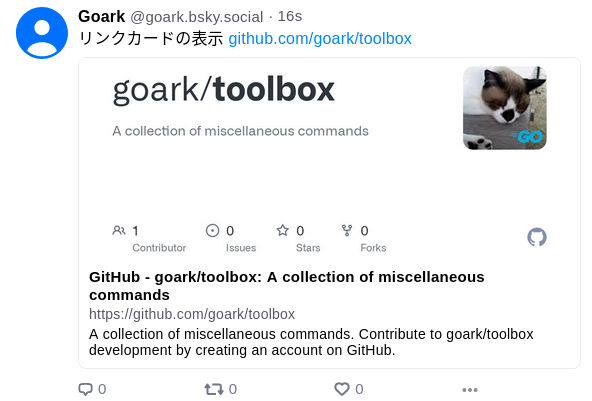 Goark @goark.bsky.social · 16s
リンクカードの表示 github.com/goark/toolbox
goark/toolbox
A collection of miscellaneous commands
GO
1 0 0 0
Contributor Issues Stars Forks
GitHub - goark/toolbox: A collection of miscellaneous
commands
https://github.com/goark/toolbox
A collection of miscellaneous commands. Contribute to goark/toolbox
development by creating an account on GitHub.
0 0 0